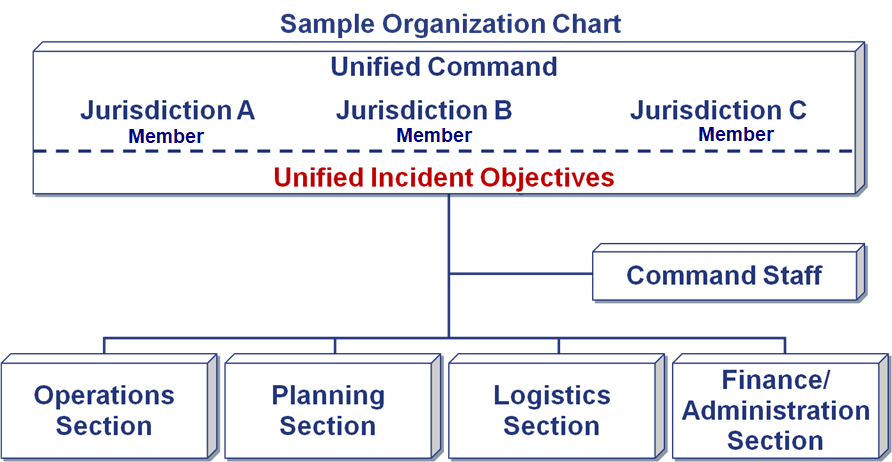 Sample Organization Chart
Unified Command
Jurisdiction A
Member
Jurisdiction B
Member
Jurisdiction C
Member
Unified Incident Objectives
Command Staff
Operations
Section
Planning
Section
Logistics
Section
Finance/
Administration
Section